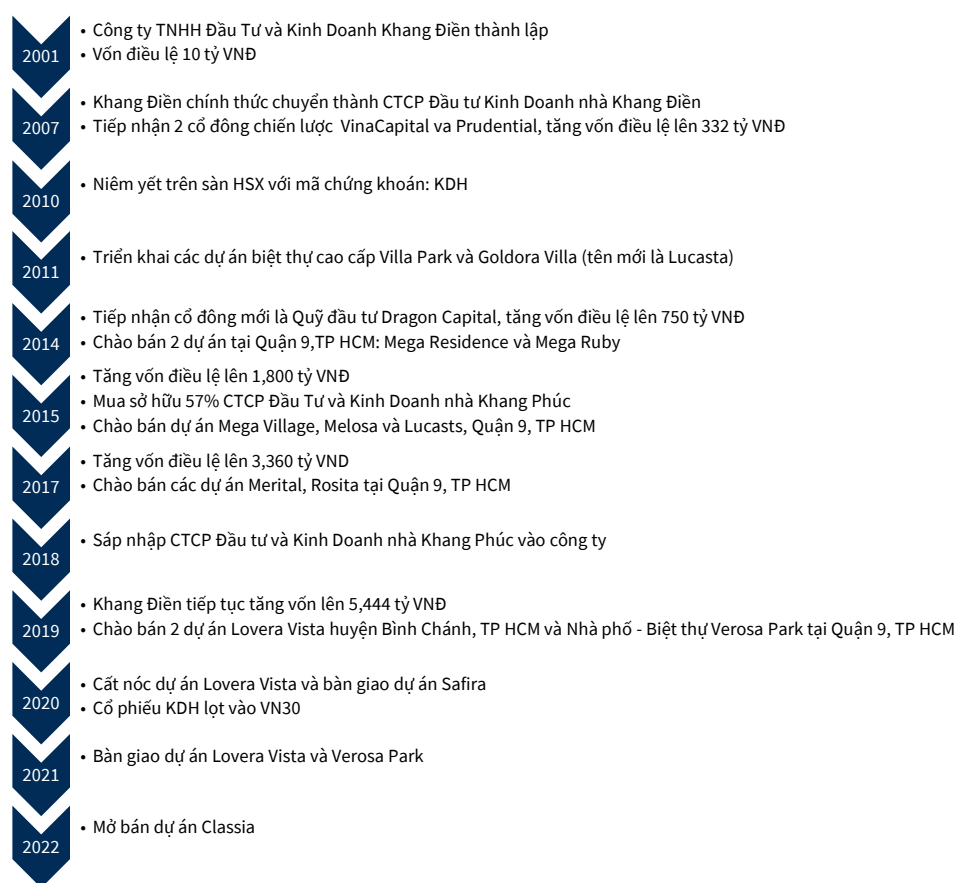 2001
• Công ty TNHH Đầu Tư và Kinh Doanh Khang Điền thành lập
• Vốn điều lệ 10 tỷ VNĐ
2007
• Khang Điền chính thức chuyển thành CTCP Đầu tư Kinh Doanh nhà Khang Điền
• Tiếp nhận 2 cổ đông chiến lược VinaCapital va Prudential, tăng vốn điều lệ lên 332 tỷ VNĐ
2010
• Niêm yết trên sàn HSX với mã chứng khoán: KDH
2011
• Triển khai các dự án biệt thự cao cấp Villa Park và Goldora Villa (tên mới là Lucasta)
2014
• Tiếp nhận cổ đông mới là Quỹ đầu tư Dragon Capital, tăng vốn điều lệ lên 750 tỷ VNĐ
• Chào bán 2 dự án tại Quận 9,TP HCM: Mega Residence và Mega Ruby
2015
• Tăng vốn điều lệ lên 1,800 tỷ VNĐ
• Mua sở hữu 57% CTCP Đầu Tư và Kinh Doanh nhà Khang Phúc
• Chào bán dự án Mega Village, Melosa và Lucasts, Quận 9, TP HCM
2017
• Tăng vốn điều lệ lên 3,360 tỷ VND
• Chào bán các dự án Merital, Rosita tại Quận 9, TP HCM
2018
• Sáp nhập CTCP Đầu tư và Kinh Doanh nhà Khang Phúc vào công ty
2019
• Khang Điền tiếp tục tăng vốn lên 5,444 tỷ VNĐ
• Chào bán 2 dự án Lovera Vista huyện Bình Chánh, TP HCM và Nhà phố - Biệt thự Verosa Park tại Quận 9, TP HCM
2020
• Cất nóc dự án Lovera Vista và bàn giao dự án Safira
• Cổ phiếu KDH lọt vào VN30
2021
• Bàn giao dự án Lovera Vista và Verosa Park
2022
• Mở bán dự án Classia